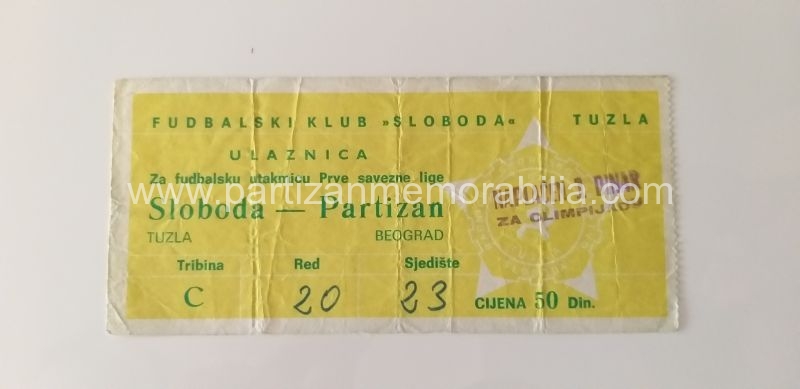 FUDBALSKI KLUB »SLOBODA« TUZLA
ULAZNICA
Za fudbalsku utakmicu Prve savezne lige
www.partizanmemorabilia.com
Sloboda — Partizan
TUZLA BEOGRAD
DINAR
ZA OLIMPIJADU
Tribina Red Sjedište
C 20 23 CIJENA 50 Din.